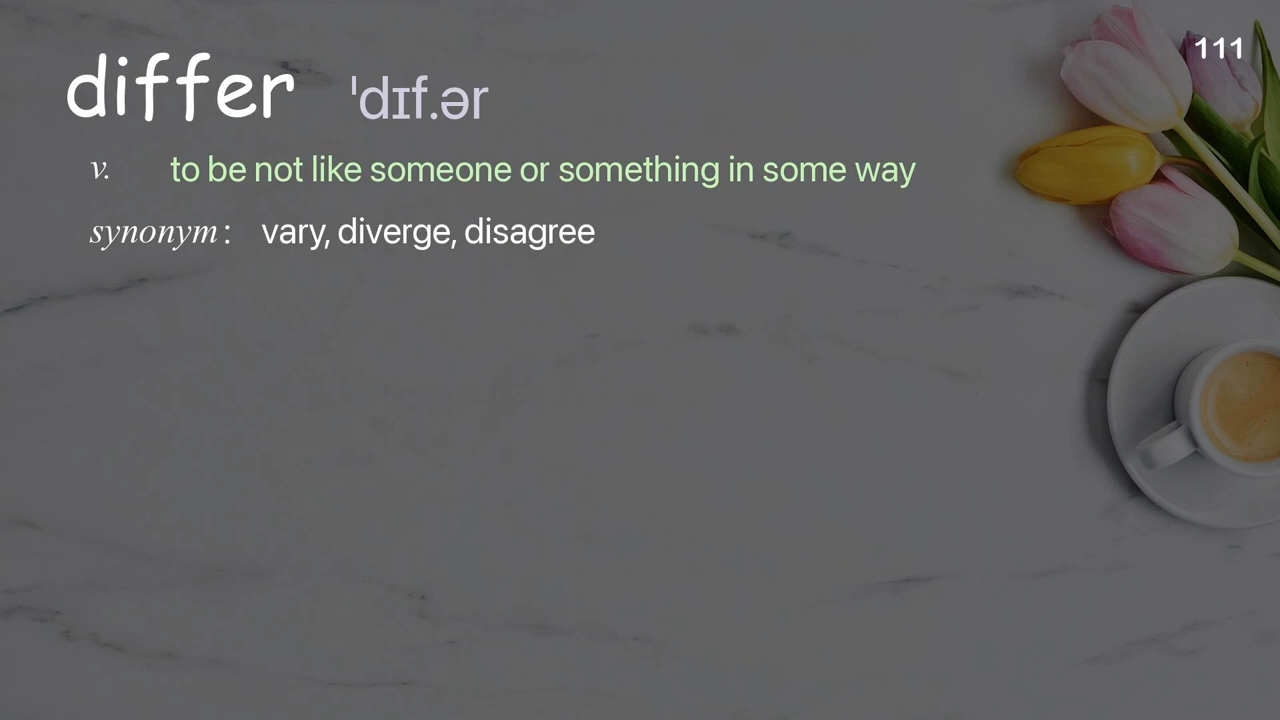 111
differ ˈdɪf.ər
v. to be not like someone or something in some way
synonym : vary, diverge, disagree